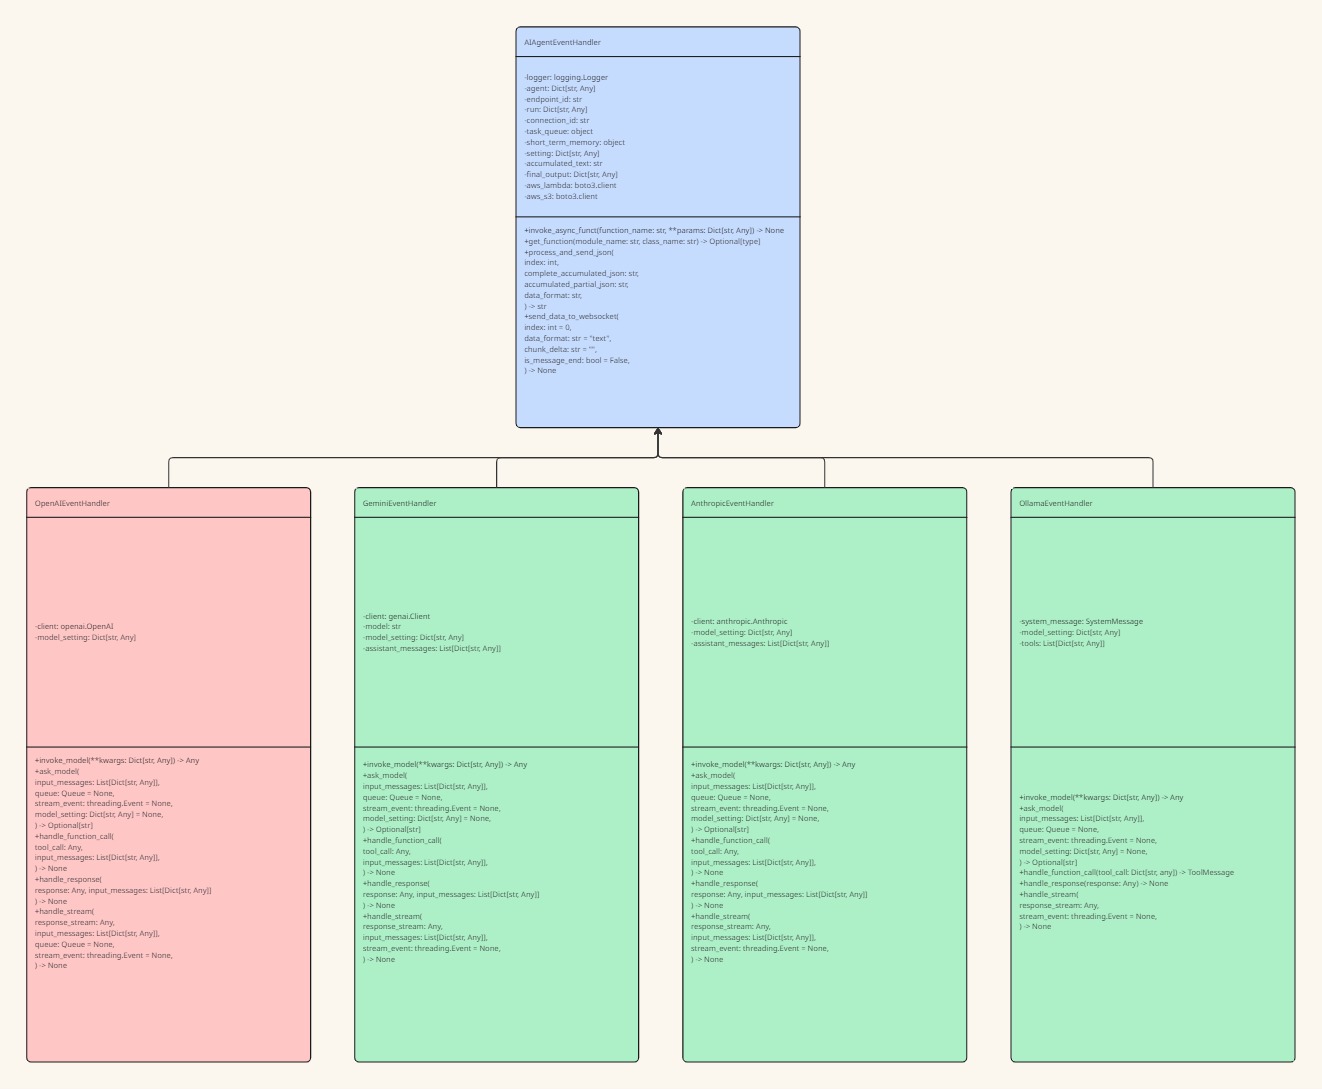 AIAgentEventHandler
-logger: logging.Logger
-agent: Dict[str, Any]
-endpoint_id: str
-run: Dict[str, Any]
-connection_id: str
-task_queue: object
-short_term_memory: object
-setting: Dict[str, Any]
-accumulated_text: str
-final_output: Dict[str, Any]
-aws_lambda: boto3.client
-aws_s3: boto3.client
+invoke_async_funct(function_name: str, **params: Dict[str, Any]) -> None
+get_function(module_name: str, class_name: str) -> Optional[type]
+process_and_send_json(
index: int,
complete_accumulated_json: str,
accumulated_partial_json: str,
data_format: str,
) -> str
+send_data_to_websocket(
index: int = 0,
data_format: str = "text",
chunk_delta: str = "",
is_message_end: bool = False,
) -> None
OpenAIEventHandler
-client: openai.OpenAI
-model_setting: Dict[str, Any]
+invoke_model(**kwargs: Dict[str, Any]) -> Any
+ask_model(
input_messages: List[Dict[str, Any]],
queue: Queue = None,
stream_event: threading.Event = None,
model_setting: Dict[str, Any] = None,
) -> Optional[str]
+handle_function_call(
tool_call: Any,
input_messages: List[Dict[str, Any]],
) -> None
+handle_response(
response: Any, input_messages: List[Dict[str, Any]]
) -> None
+handle_stream(
response_stream: Any,
input_messages: List[Dict[str, Any]],
queue: Queue = None,
stream_event: threading.Event = None,
) -> None
GeminiEventHandler
-client: genai.Client
-model: str
-model_setting: Dict[str, Any]
-assistant_messages: List[Dict[str, Any]]
+invoke_model(**kwargs: Dict[str, Any]) -> Any
+ask_model(
input_messages: List[Dict[str, Any]],
queue: Queue = None,
stream_event: threading.Event = None,
model_setting: Dict[str, Any] = None,
) -> Optional[str]
+handle_function_call(
tool_call: Any,
input_messages: List[Dict[str, Any]],
) -> None
+handle_response(
response: Any, input_messages: List[Dict[str, Any]]
) -> None
+handle_stream(
response_stream: Any,
input_messages: List[Dict[str, Any]],
stream_event: threading.Event = None,
) -> None
AnthropicEventHandler
-client: anthropic.Anthropic
-model_setting: Dict[str, Any]
-assistant_messages: List[Dict[str, Any]]
+invoke_model(**kwargs: Dict[str, Any]) -> Any
+ask_model(
input_messages: List[Dict[str, Any]],
queue: Queue = None,
stream_event: threading.Event = None,
model_setting: Dict[str, Any] = None,
) -> Optional[str]
+handle_function_call(
tool_call: Any,
input_messages: List[Dict[str, Any]],
) -> None
+handle_response(
response: Any, input_messages: List[Dict[str, Any]]
) -> None
+handle_stream(
response_stream: Any,
input_messages: List[Dict[str, Any]],
stream_event: threading.Event = None,
) -> None
OllamaEventHandler
-system_message: SystemMessage
-model_setting: Dict[str, Any]
-tools: List[Dict[str, Any]]
+invoke_model(**kwargs: Dict[str, Any]) -> Any
+ask_model(
input_messages: List[Dict[str, Any]],
queue: Queue = None,
stream_event: threading.Event = None,
model_setting: Dict[str, Any] = None,
) -> Optional[str]
+handle_function_call(tool_call: Dict[str, any]) -> ToolMessage
+handle_response(response: Any) -> None
+handle_stream(
response_stream: Any,
stream_event: threading.Event = None,
) -> None